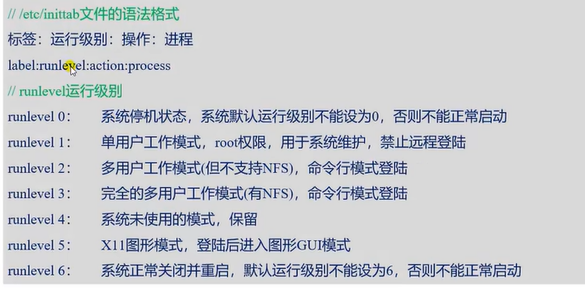 // /etc/inittab文件的语法格式
标签：运行级别：操作：进程
label:runlevel:action:process
// runlevel运行级别
runlevel 0： 系统停机状态，系统默认运行级别不能设为0，否则不能正常启动
runlevel 1： 单用户工作模式，root权限，用于系统维护，禁止远程登陆
runlevel 2： 多用户工作模式(但不支持NFS)，命令行模式登陆
runlevel 3： 完全的多用户工作模式(有NFS)，命令行模式登陆
runlevel 4： 系统未使用的模式，保留
runlevel 5： X11图形模式，登陆后进入图形GUI模式
runlevel 6： 系统正常关闭并重启，默认运行级别不能设为6，否则不能正常启动